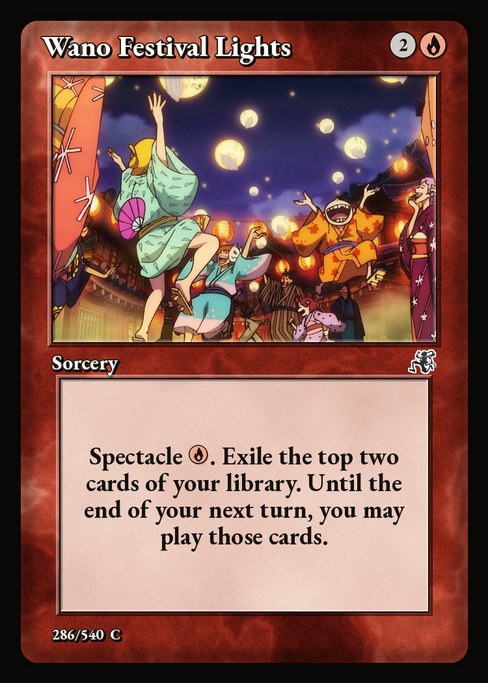 Wano Festival Lights 2
Sorcery
Spectacle . Exile the top two
cards of your library. Until the
end of your next turn, you may
play those cards.
286/540 C